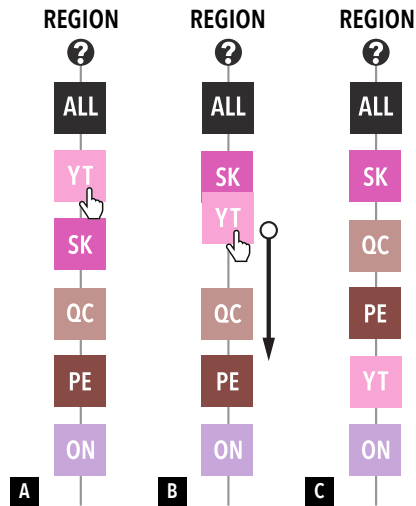 REGION
?
ALL
YT
SK
QC
PE
ON
A
REGION
?
ALL
SK
YT
QC
PE
ON
B
REGION
?
ALL
SK
QC
PE
YT
ON
C